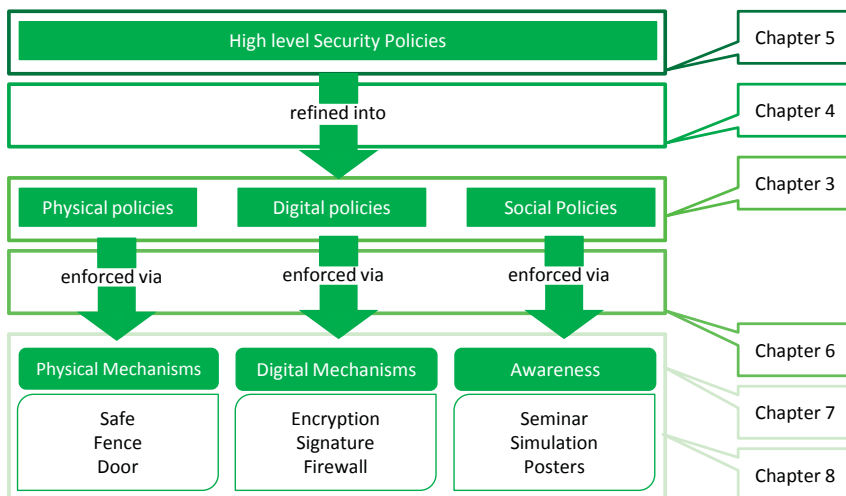 High level Security Policies
Chapter 5
refined into
Chapter 4
Physical policies
Digital policies
Social Policies
Chapter 3
enforced via
enforced via
enforced via
Chapter 6
Physical Mechanisms
Digital Mechanisms
Awareness
Safe
Fence
Door
Encryption
Signature
Firewall
Seminar
Simulation
Posters
Chapter 7
Chapter 8